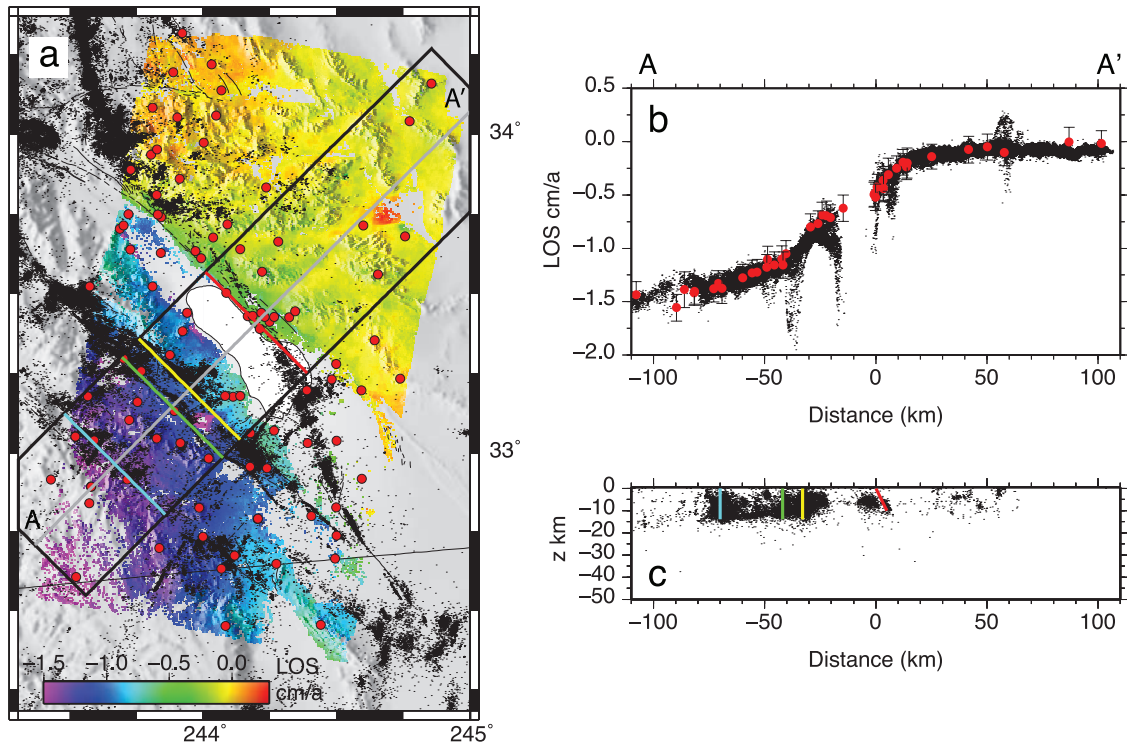 a
A'
A
34°
33°
−1.5 −1.0 −0.5 0.0 LOS
cm/a
244° 245°
A A'
b
0.5
0.0
−0.5
−1.0
−1.5
−2.0
LOS cm/a
−100 −50 0 50 100
Distance (km)
c
0
−10
−20
−30
−40
−50
z km
−100 −50 0 50 100
Distance (km)